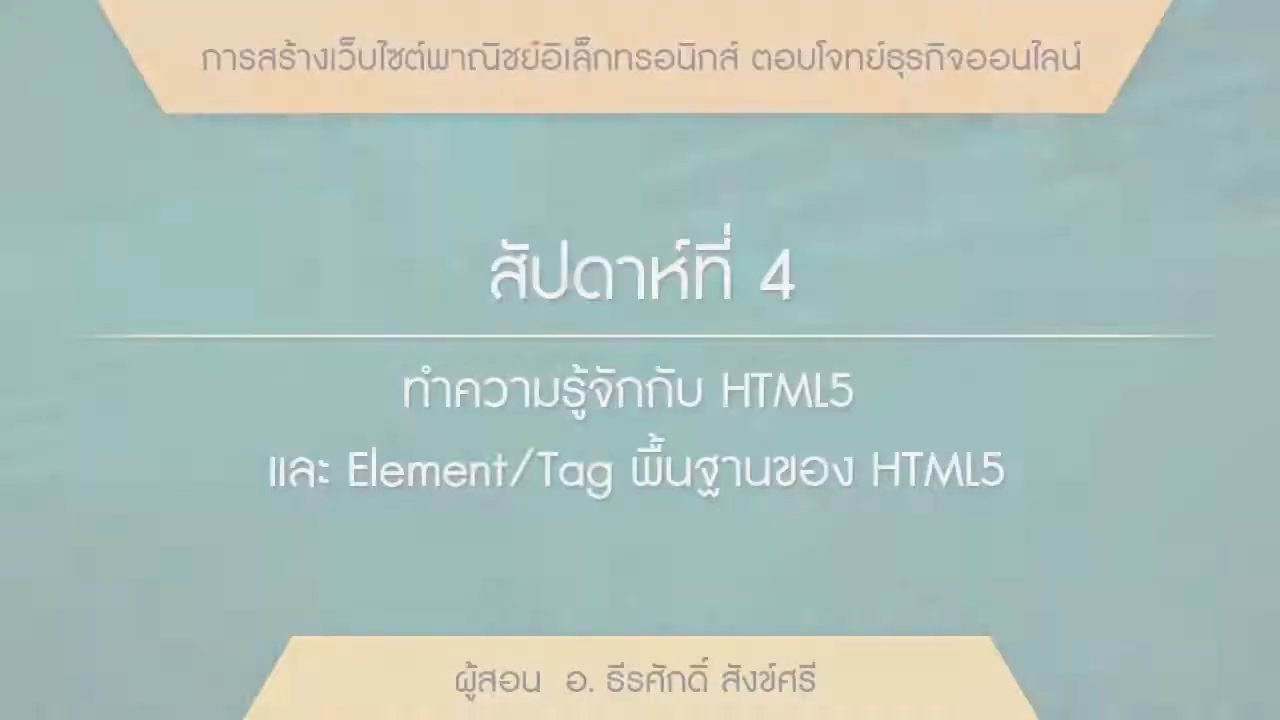 การสร้างเว็บไซต์พาณิชย์อิเล็กทรอนิกส์ ตอบโจทย์ธุรกิจออนไลน์
สัปดาห์ที่ 4
ทำความรู้จักกับ HTML5
และ Element/Tag พื้นฐานของ HTML5
ผู้สอน อ. ธีรศักดิ์ สังข์ศรี